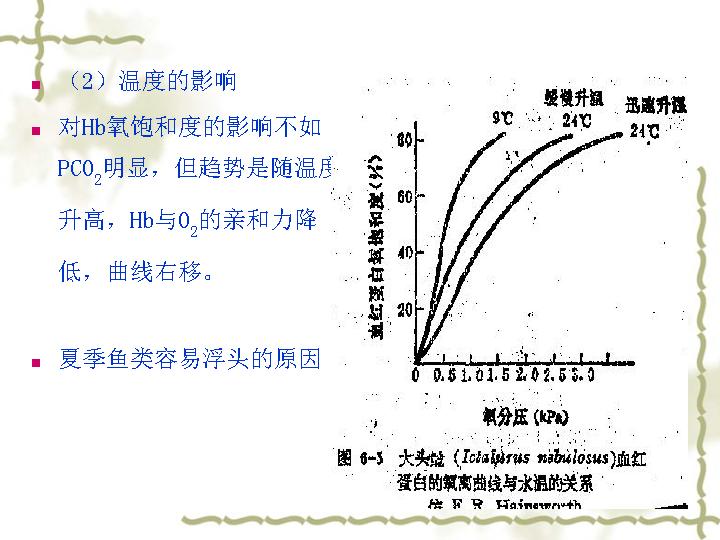 （2）温度的影响
对Hb氧饱和度的影响不如
PCO2明显，但趋势是随温度
升高，Hb与O2的亲和力降
低，曲线右移。
夏季鱼类容易浮头的原因
9℃
缓慢升温
24℃
迅速升温
24℃
80
60
40
20
血红蛋白氧饱和度(%)
0 0.5 1.0 1.5 2.0 2.5 3.0
氧分压(kPa)
图 6-3 大头鲶(Ictalurus nebulosus)血红
蛋白的氧离曲线与水温的关系
仿 F. R. Hainsworth